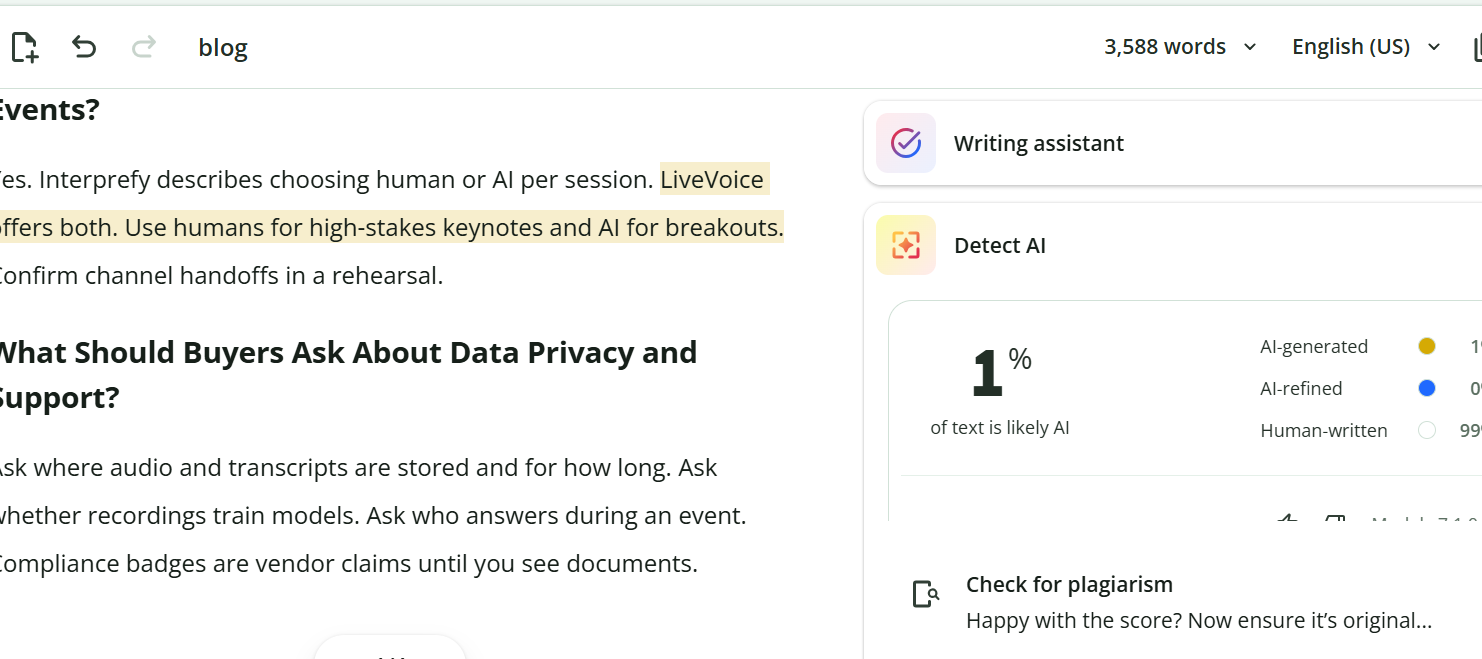 blog
3,588 words
English (US)
Events?
Yes. Interprefy describes choosing human or AI per session. LiveVoice
offers both. Use humans for high-stakes keynotes and AI for breakouts.
Confirm channel handoffs in a rehearsal.
What Should Buyers Ask About Data Privacy and
Support?
Ask where audio and transcripts are stored and for how long. Ask
whether recordings train models. Ask who answers during an event.
Compliance badges are vendor claims until you see documents.
Writing assistant
Detect AI
1%
of text is likely AI
AI-generated
AI-refined
Human-written
Check for plagiarism
Happy with the score? Now ensure it’s original...